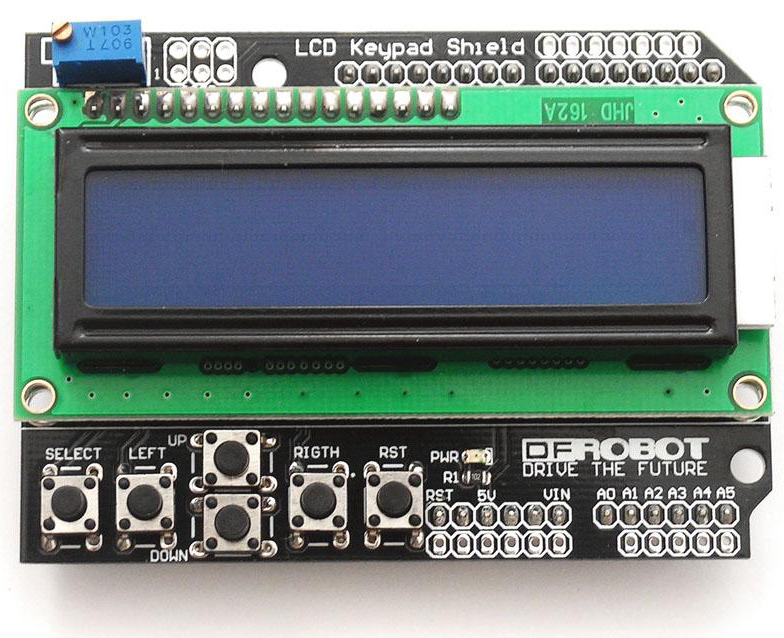 W103
907T
LCD Keypad Shield
1
JHD 162A
SELECT
LEFT
UP
DOWN
RIGTH
RST
PWR
R1
102
DFROBOT
DRIVE THE FUTURE
RST 5V VIN
A0 A1 A2 A3 A4 A5